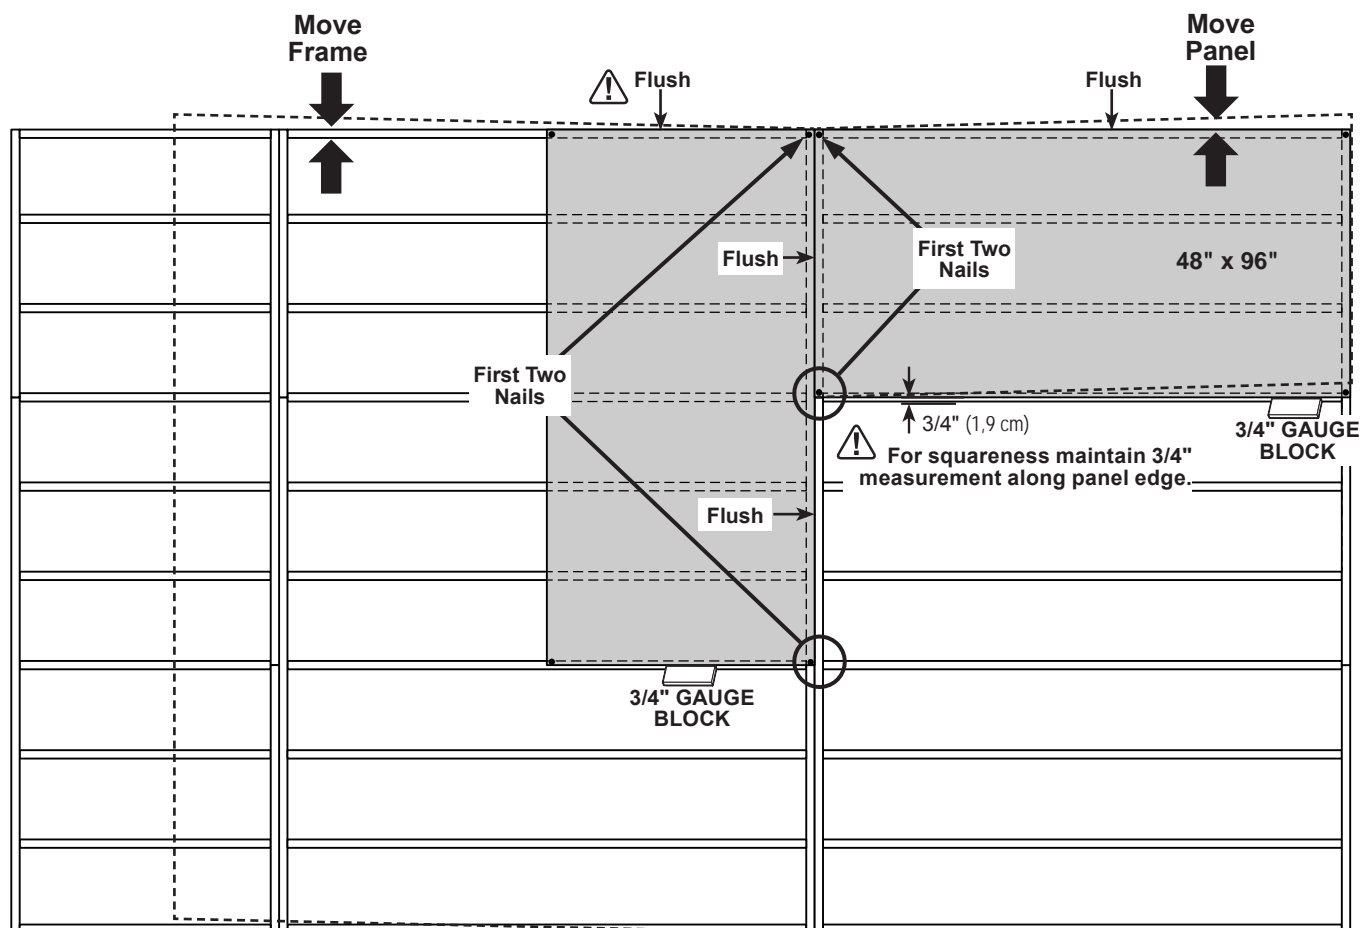 Move
Frame
Move
Panel
Flush
Flush
Flush
First Two
Nails
48" x 96"
First Two
Nails
3/4" (1,9 cm)
3/4" GAUGE
BLOCK
For squareness maintain 3/4"
measurement along panel edge.
Flush
3/4" GAUGE
BLOCK